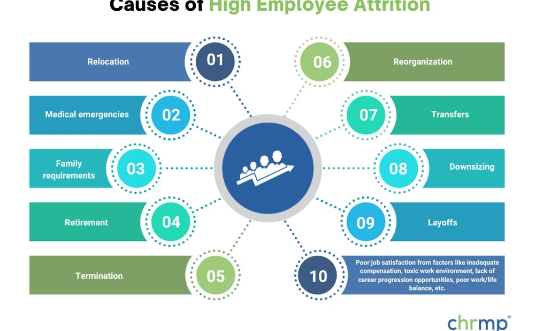 Causes of High Employee Attrition
Relocation
01
Medical emergencies
02
Family
requirements
03
Retirement
04
Termination
05
06
Reorganization
07
Transfers
08
Downsizing
09
Layoffs
10
Poor job satisfaction from factors like inadequate
compensation, toxic work environment, lack of
career progression opportunities, poor work/life
balance, etc.
chrmp